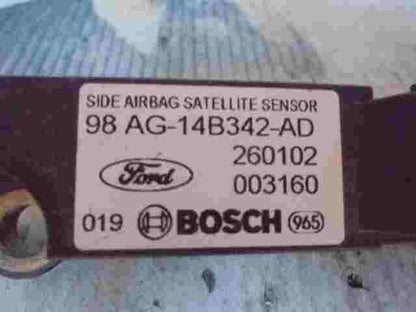 SIDE AIRBAG SATELLITE SENSOR
98 AG-14B342-AD
260102
Ford 003160
019 BOSCH 965